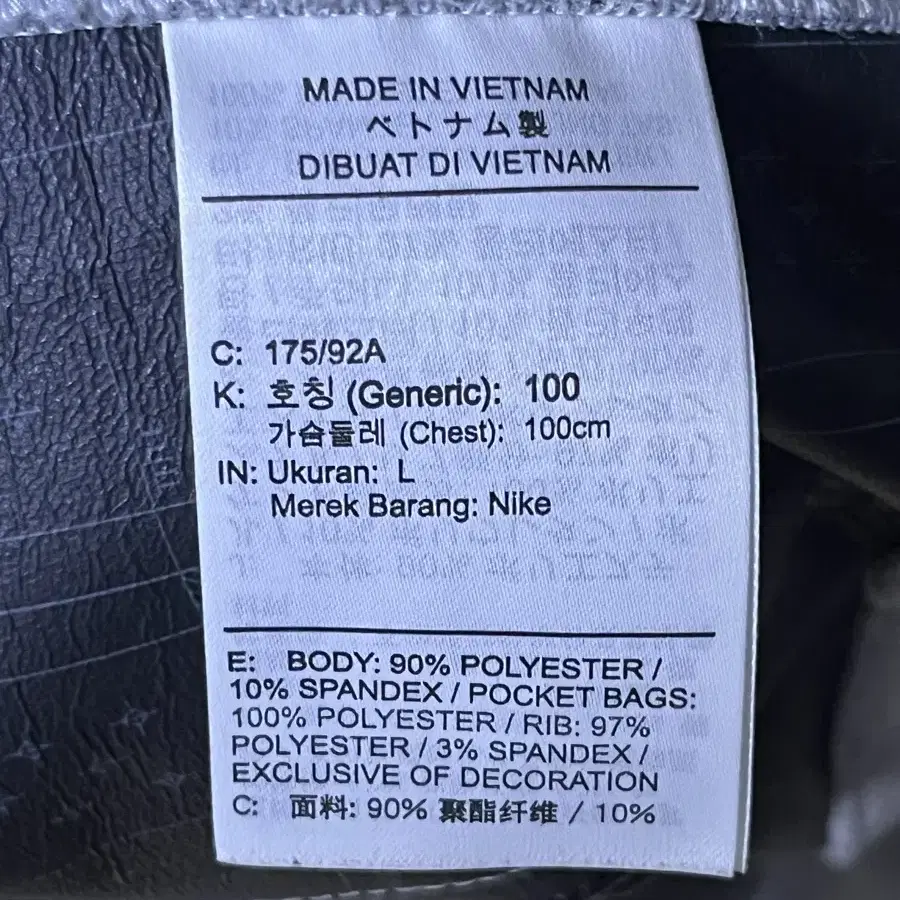 MADE IN VIETNAM
ベトナム製
DIBUAT DI VIETNAM
C: 175/92A
K: 호칭 (Generic): 100
가슴둘레 (Chest): 100cm
IN: Ukuran: L
Merek Barang: Nike
E: BODY: 90% POLYESTER /
10% SPANDEX / POCKET BAGS:
100% POLYESTER / RIB: 97%
POLYESTER / 3% SPANDEX /
EXCLUSIVE OF DECORATION
C: 面料: 90% 聚酯纤维 / 10%